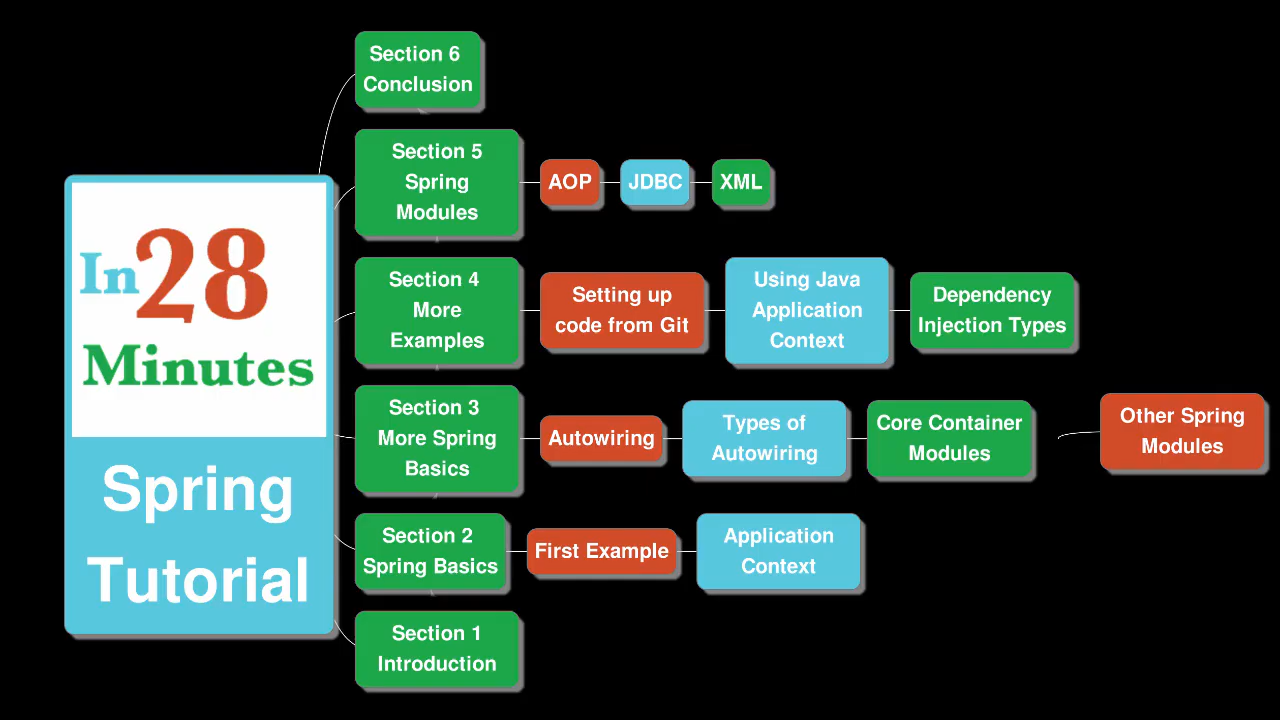 In28
Minutes
Spring
Tutorial
Section 6
Conclusion
Section 5
Spring
Modules
AOP
JDBC
XML
Section 4
More
Examples
Setting up
code from Git
Using Java
Application
Context
Dependency
Injection Types
Section 3
More Spring
Basics
Autowiring
Types of
Autowiring
Core Container
Modules
Other Spring
Modules
Section 2
Spring Basics
First Example
Application
Context
Section 1
Introduction